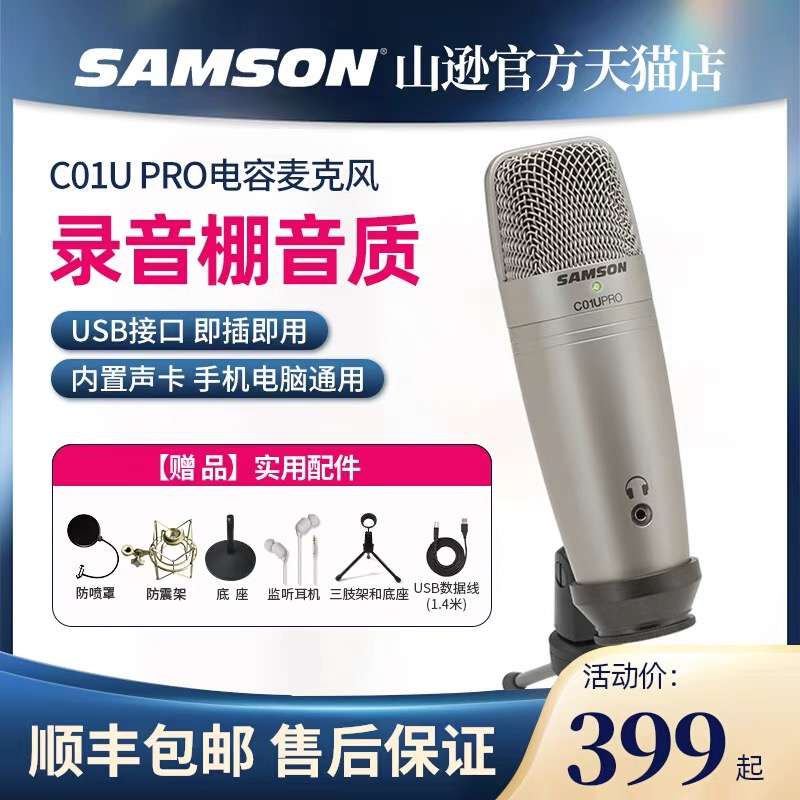 SAMSON® 山逊官方天猫店
C01U PRO电容麦克风
录音棚音质
USB接口 即插即用
内置声卡 手机电脑通用
SAMSON
C01UPRO
【赠品】实用配件
防喷罩 防震架 底座 监听耳机 三肢架和底座 USB数据线
(1.4米)
活动价：
399起
顺丰包邮 售后保证